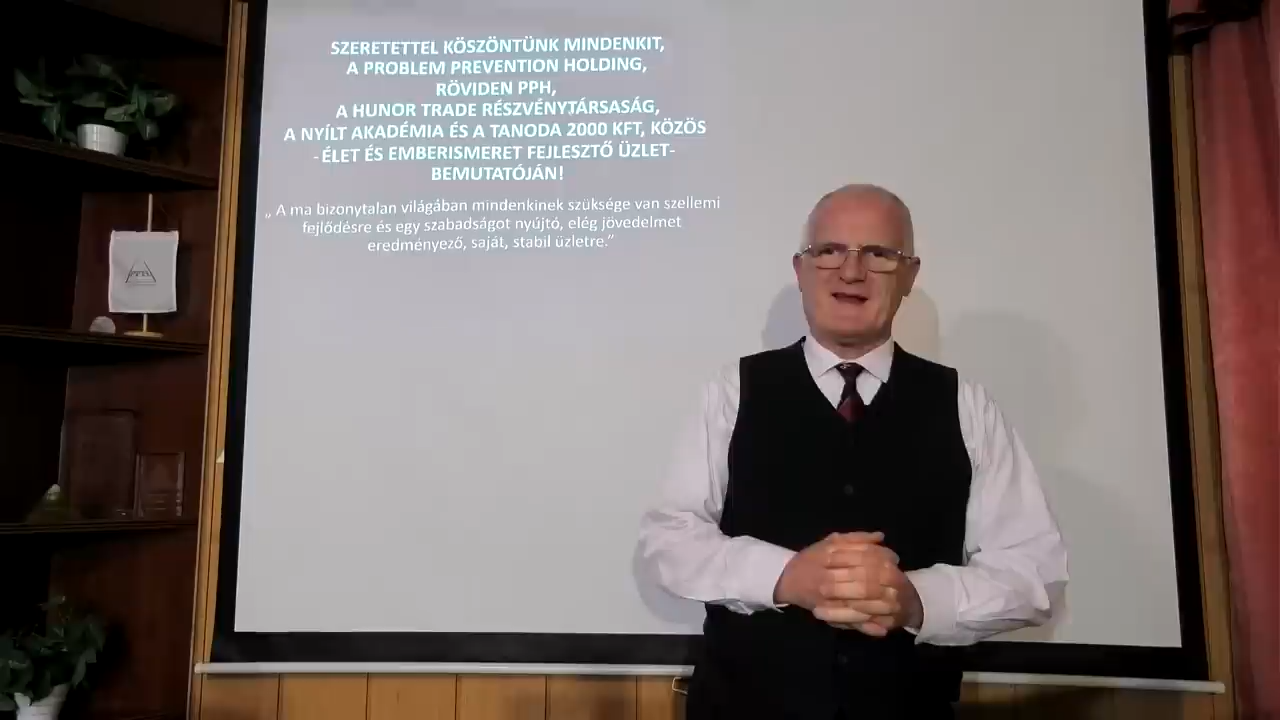 SZERETETTEL KÖSZÖNTÜNK MINDENKIT,
A PROBLEM PREVENTION HOLDING,
RÖVIDEN PPH,
A HUNOR TRADE RÉSZVÉNYTÁRSASÁG,
A NYÍLT AKADÉMIA ÉS A TANODA 2000 KFT, KÖZÖS
- ÉLET ÉS EMBERISMERET FEJLESZTŐ ÜZLET-
BEMUTATÓJÁN!
„ A ma bizonytalan világában mindenkinek szüksége van szellemi
fejlődésre és egy szabadságot nyújtó, elég jövedelmet
eredményező, saját, stabil üzletre.”
PPH